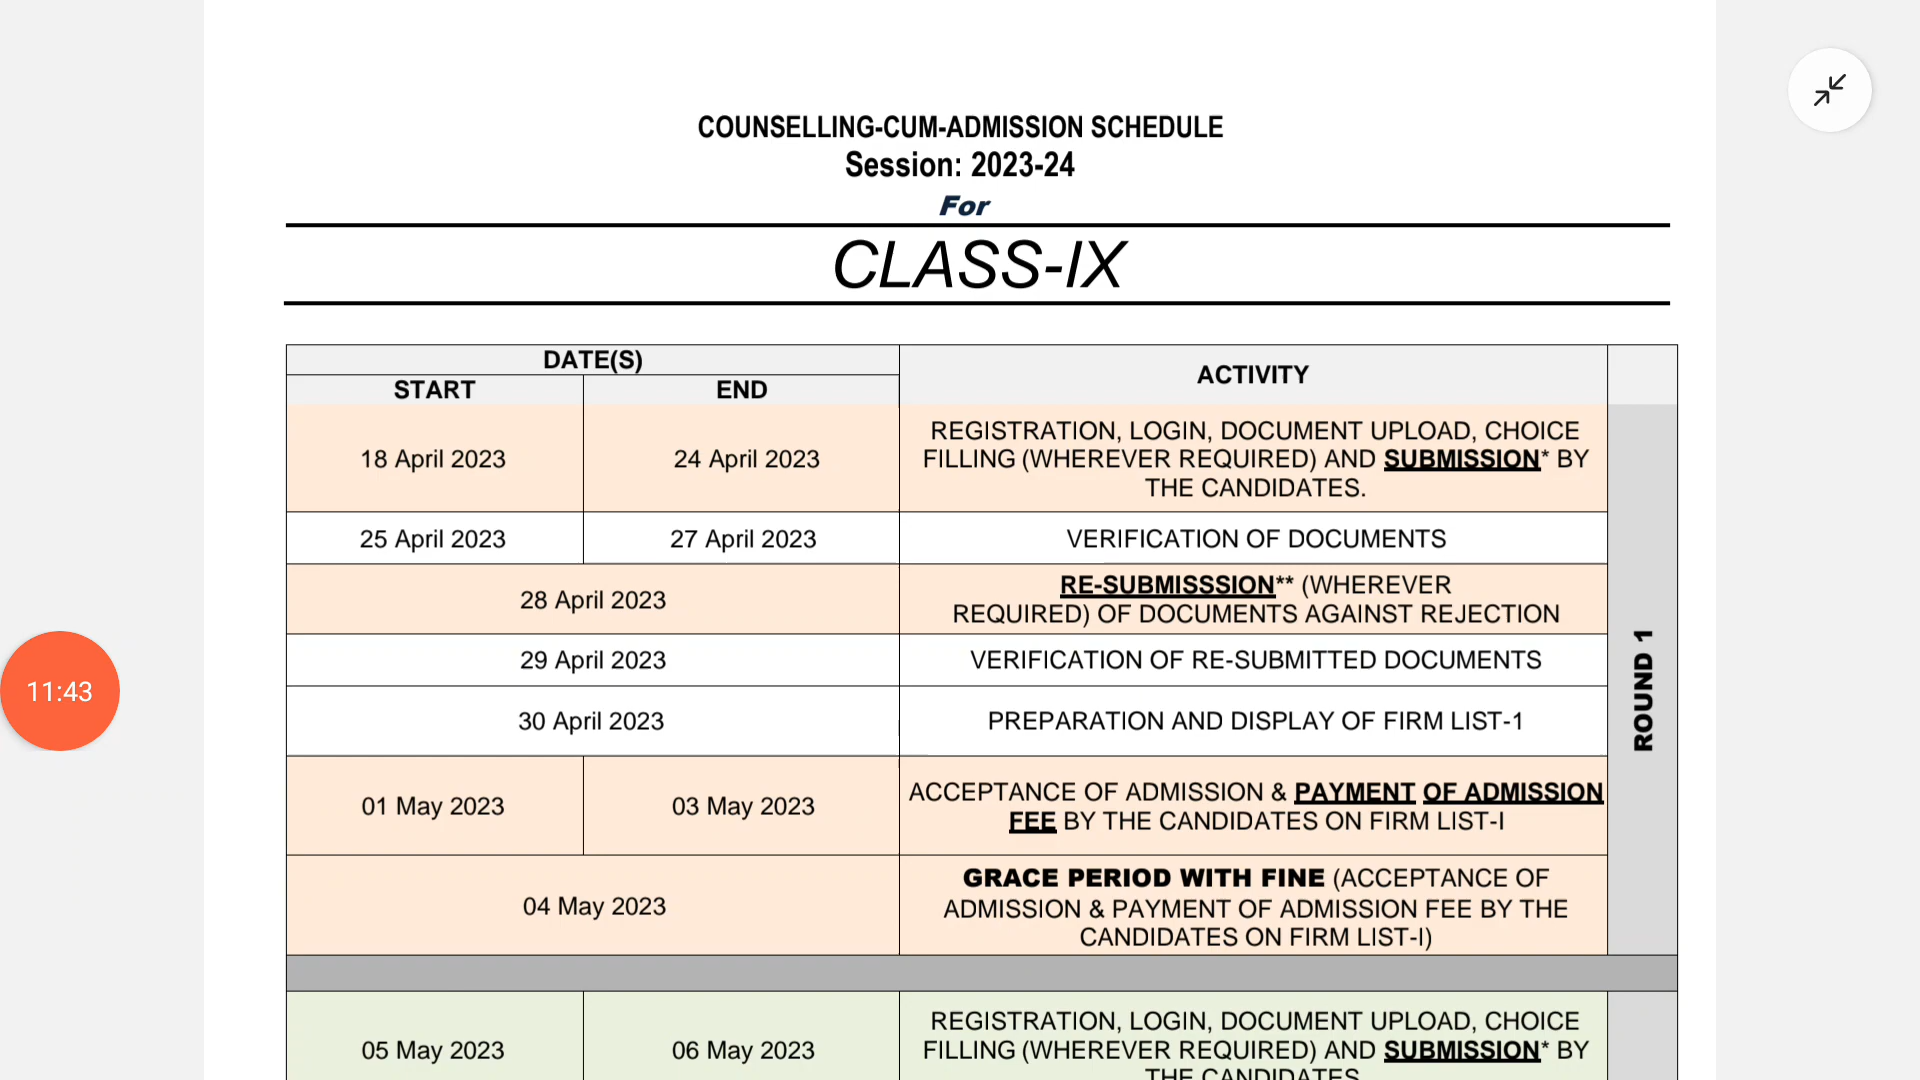 COUNSELLING-CUM-ADMISSION SCHEDULE
Session: 2023-24
For
CLASS-IX
DATE(S)
START
END
ACTIVITY
18 April 2023
24 April 2023
REGISTRATION, LOGIN, DOCUMENT UPLOAD, CHOICE
FILLING (WHEREVER REQUIRED) AND SUBMISSION* BY
THE CANDIDATES.
25 April 2023
27 April 2023
VERIFICATION OF DOCUMENTS
28 April 2023
RE-SUBMISSSION** (WHEREVER
REQUIRED) OF DOCUMENTS AGAINST REJECTION
29 April 2023
VERIFICATION OF RE-SUBMITTED DOCUMENTS
30 April 2023
PREPARATION AND DISPLAY OF FIRM LIST-1
01 May 2023
03 May 2023
ACCEPTANCE OF ADMISSION & PAYMENT OF ADMISSION
FEE BY THE CANDIDATES ON FIRM LIST-I
04 May 2023
GRACE PERIOD WITH FINE (ACCEPTANCE OF
ADMISSION & PAYMENT OF ADMISSION FEE BY THE
CANDIDATES ON FIRM LIST-I)
ROUND 1
11:43
05 May 2023
06 May 2023
REGISTRATION, LOGIN, DOCUMENT UPLOAD, CHOICE
FILLING (WHEREVER REQUIRED) AND SUBMISSION* BY
THE CANDIDATES